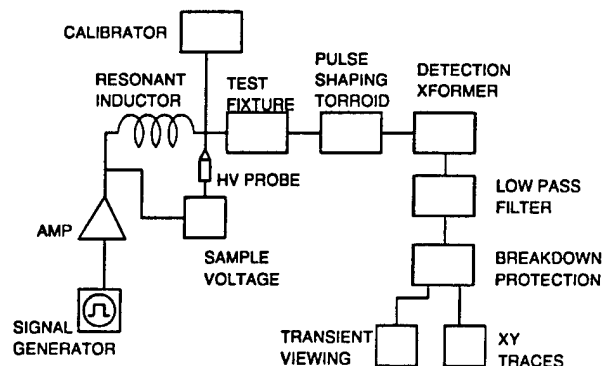 CALIBRATOR
RESONANT
INDUCTOR
TEST
FIXTURE
PULSE
SHAPING
TORROID
DETECTION
XFORMER
HV PROBE
LOW PASS
FILTER
AMP
SAMPLE
VOLTAGE
BREAKDOWN
PROTECTION
SIGNAL
GENERATOR
TRANSIENT
VIEWING
XY
TRACES